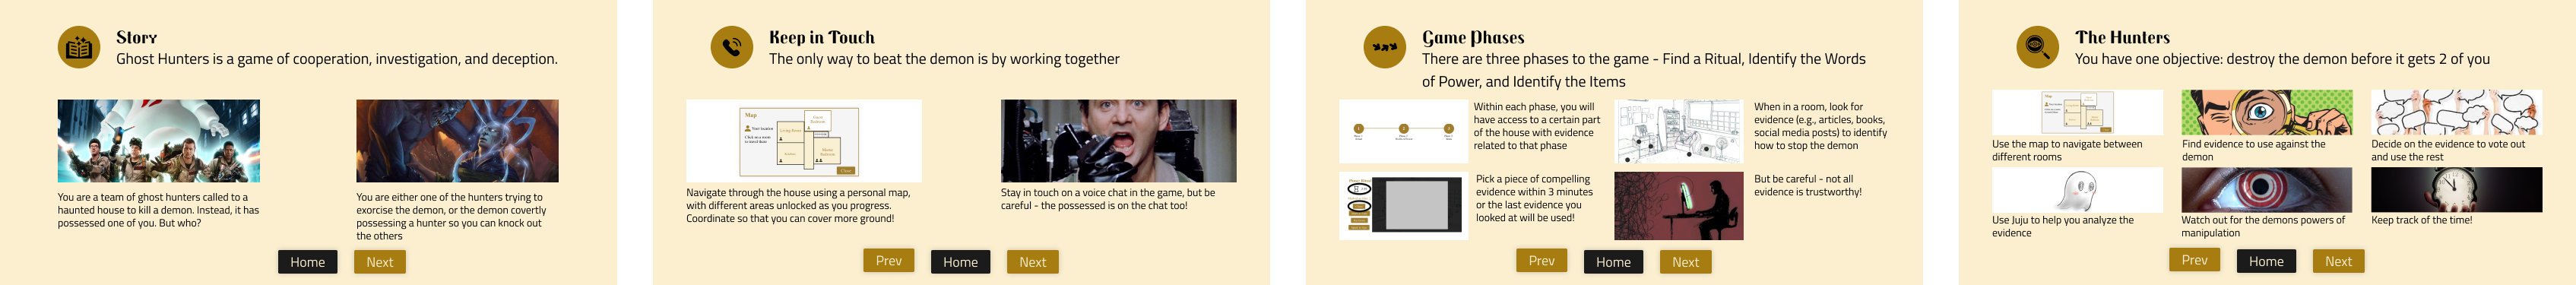 Story
Ghost Hunters is a game of cooperation, investigation, and deception.
You are a team of ghost hunters called to a
haunted house to kill a demon. Instead, it has
possessed one of you. But who?
You are either one of the hunters trying to
exorcise the demon, or the demon covertly
possessing a hunter so you can knock out
the others
Home
Next
Keep in Touch
The only way to beat the demon is by working together
Map
Navigate through the house using a personal map,
with different areas unlocked as you progress.
Coordinate so that you can cover more ground!
Stay in touch on a voice chat in the game, but be
careful - the possessed is on the chat too!
Prev
Home
Next
Game Phases
There are three phases to the game - Find a Ritual, Identify the Words
of Power, and Identify the Items
Within each phase, you will
have access to a certain part
of the house with evidence
related to that phase
When in a room, look for
evidence (e.g., articles, books,
social media posts) to identify
how to stop the demon
Pick a piece of compelling
evidence within 3 minutes
or the last evidence you
looked at will be used!
But be careful - not all
evidence is trustworthy!
Prev
Home
Next
The Hunters
You have one objective: destroy the demon before it gets 2 of you
Use the map to navigate between
different rooms
Find evidence to use against the
demon
Decide on the evidence to vote out
and use the rest
Use Juju to help you analyze the
evidence
Watch out for the demons powers of
manipulation
Keep track of the time!
Prev
Home
Next